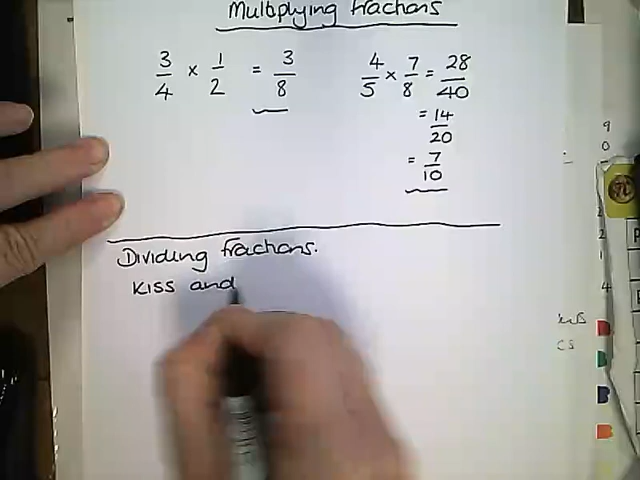 Multiplying fractions
3/4 × 1/2 = 3/8
4/5 × 7/8 = 28/40
= 14/20
= 7/10
Dividing fractions.
Kiss and